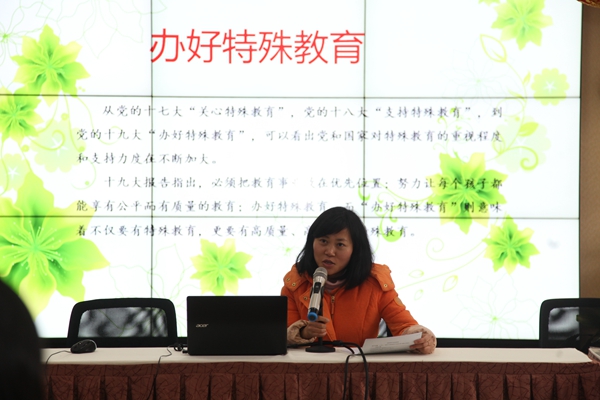 办好特殊教育
从党的十七大“关心特殊教育”，党的十八大“支持特殊教育”，到
党的十九大“办好特殊教育”，可以看出党和国家对特殊教育的重视程度
和支持力度在不断加大。
十九大报告指出，必须把教育事 在优先位置；努力让每个孩子都
能享有公平而有质量的教育；办好特殊教育， “办好特殊教育”则意味
着不仅要有特殊教育，更要有高质量、 特殊教育。
acer